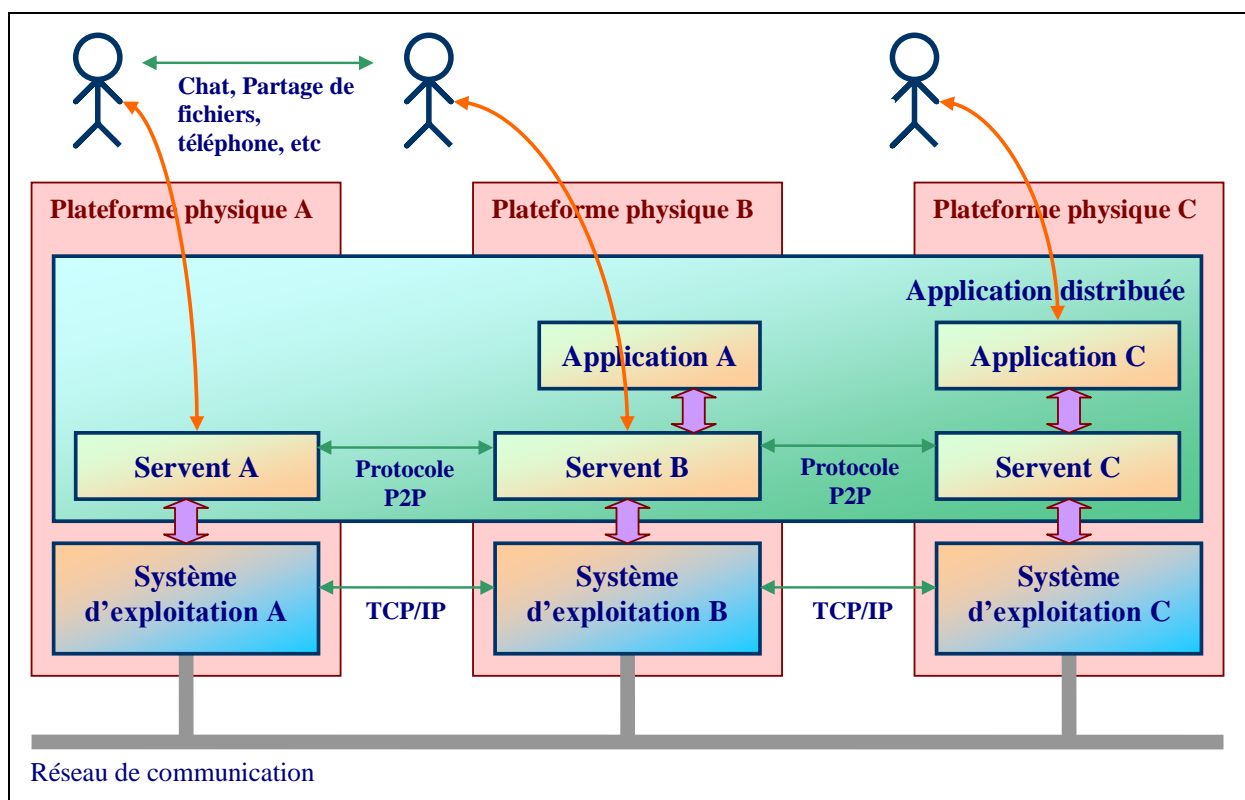 Chat, Partage de
fichiers,
téléphone, etc
Plateforme physique A
Plateforme physique B
Plateforme physique C
Application distribuée
Application A
Application C
Servent A
Protocole
P2P
Servent B
Protocole
P2P
Servent C
Système
d’exploitation A
TCP/IP
Système
d’exploitation B
TCP/IP
Système
d’exploitation C
Réseau de communication